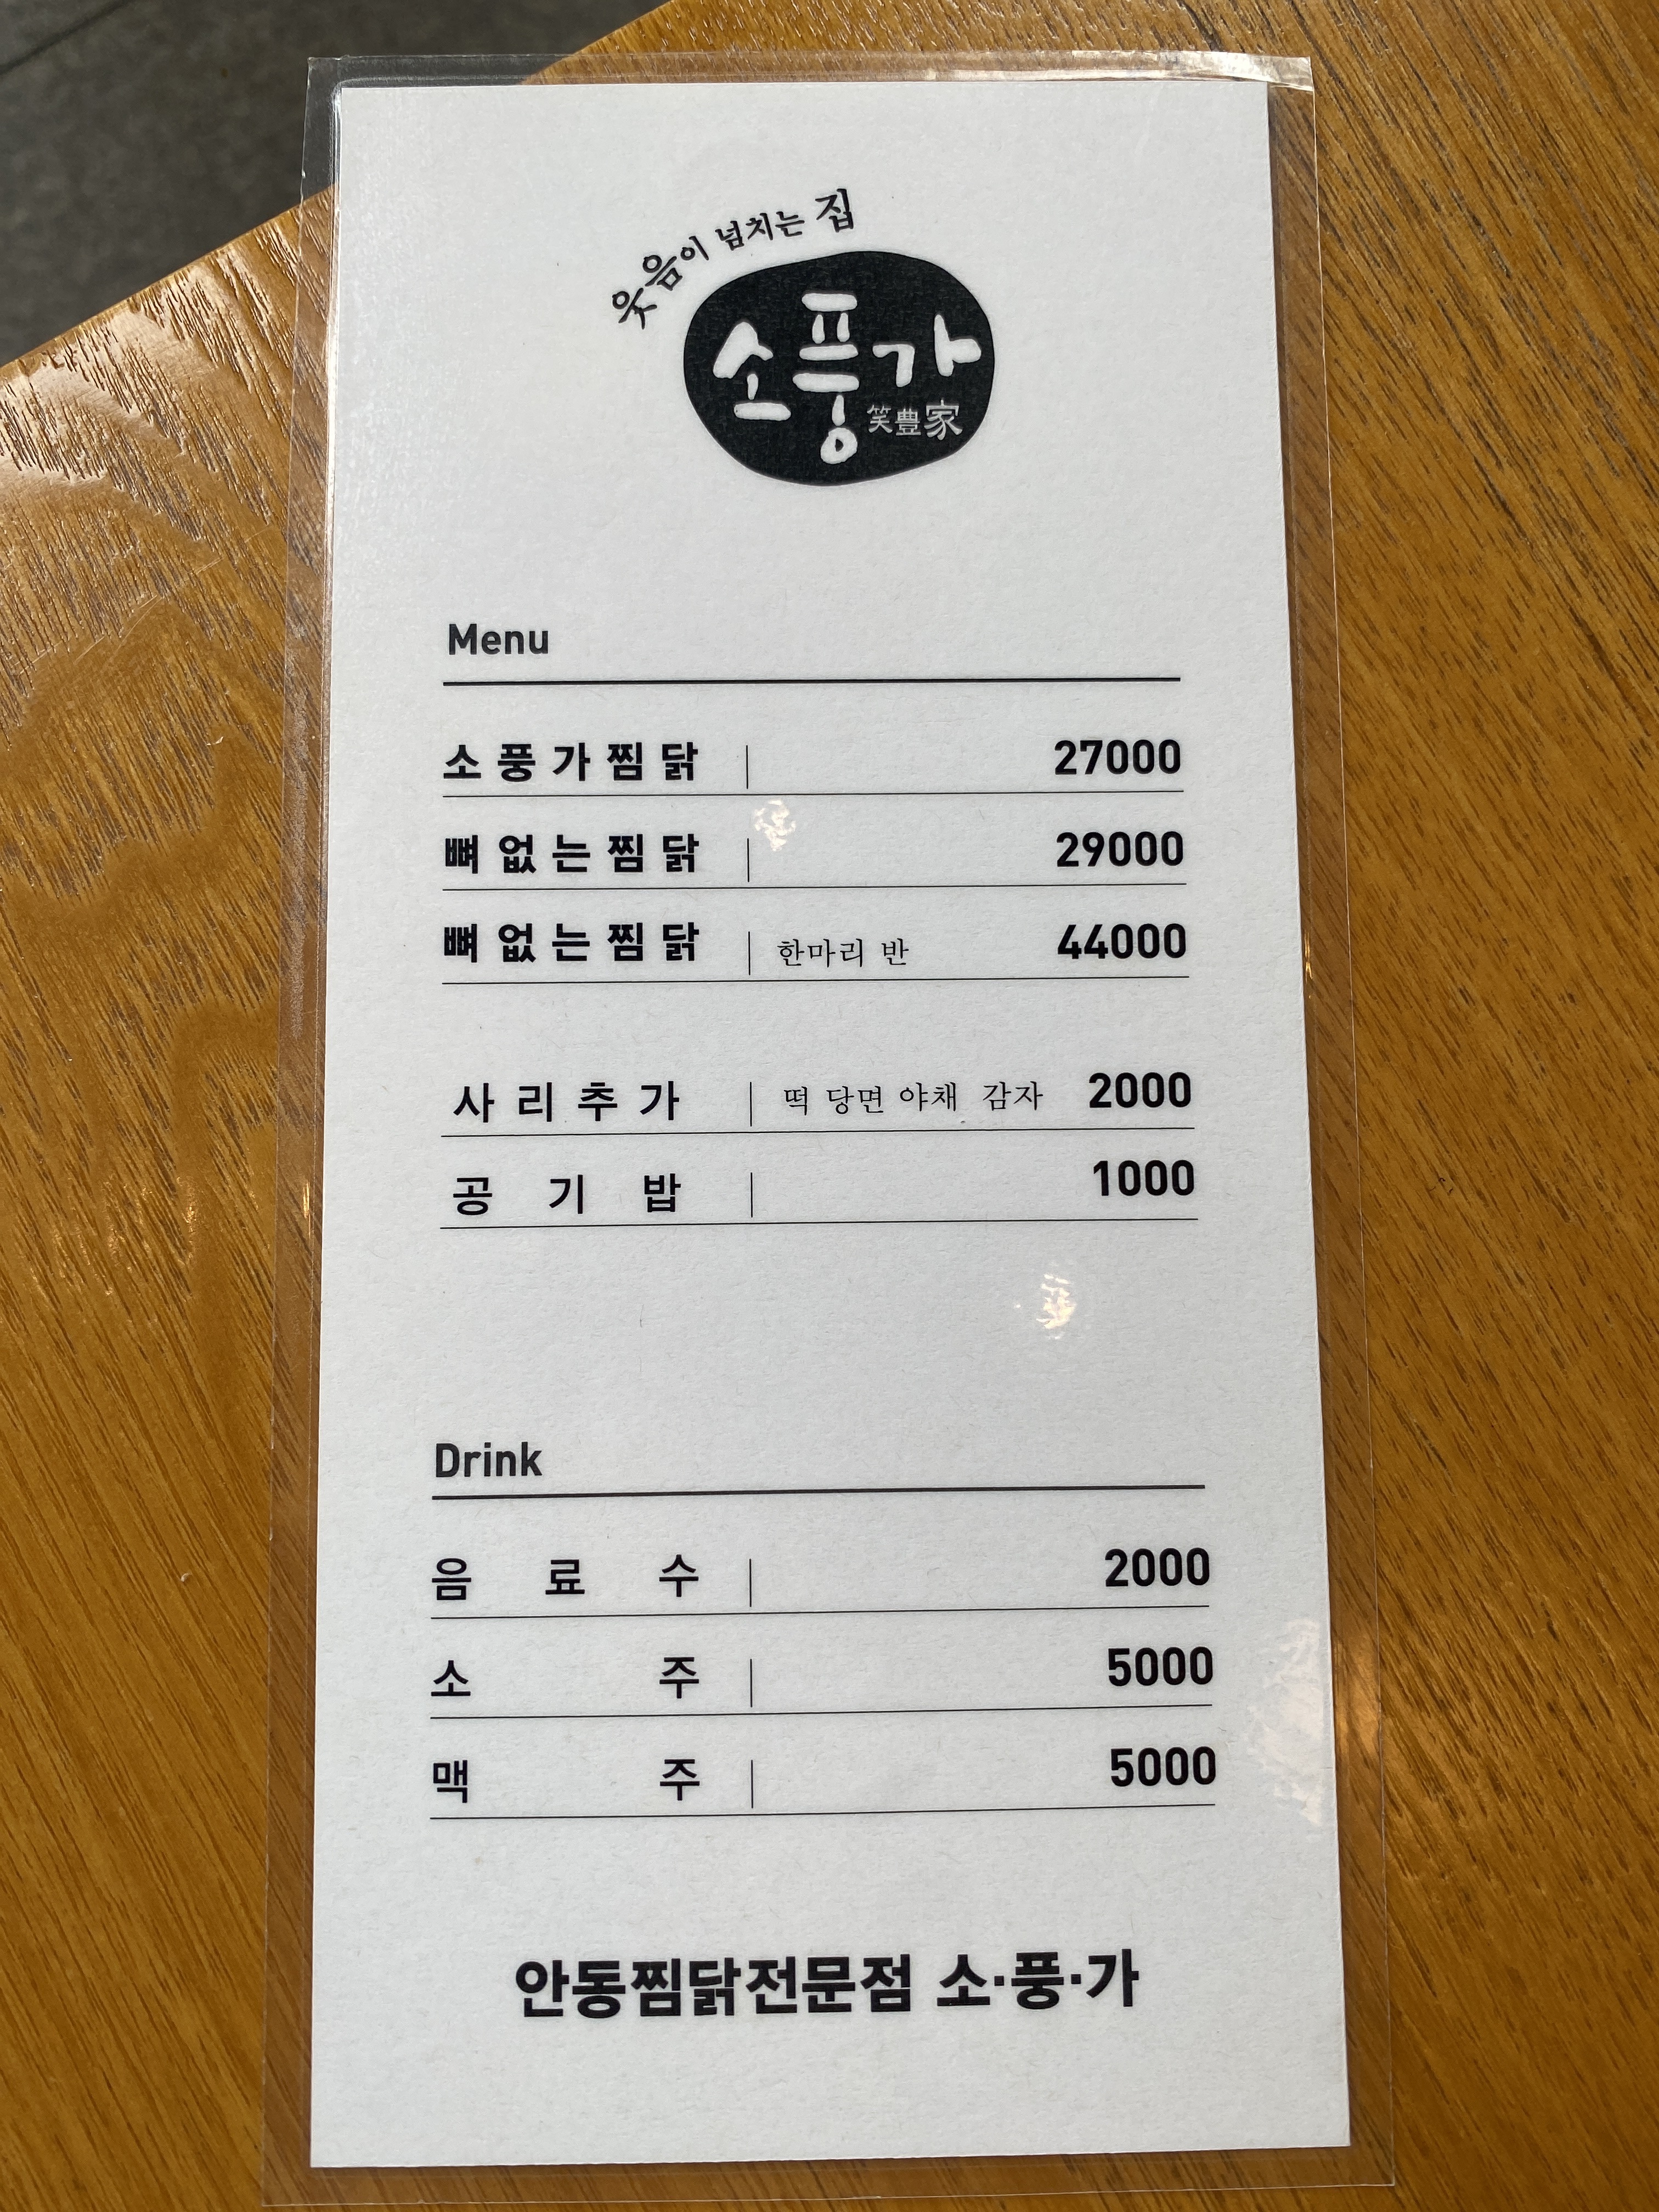 웃음이 넘치는 집
소풍가
笑豊家
Menu
소풍가찜닭 27000
뼈없는찜닭 29000
뼈없는찜닭 한마리 반 44000
사리추가 떡 당면 야채 감자 2000
공기밥 1000
Drink
음료수 2000
소주 5000
맥주 5000
안동찜닭전문점 소·풍·가